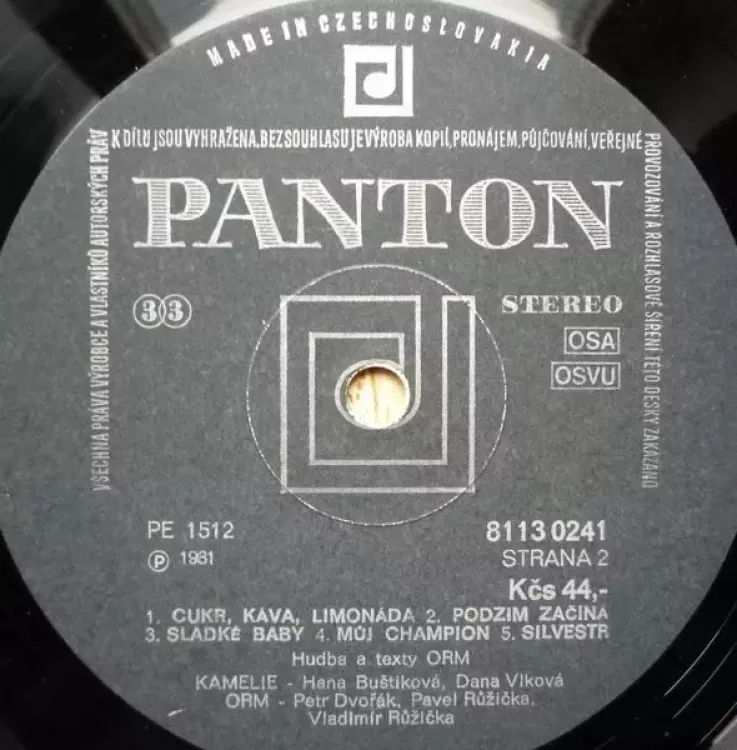 MADE IN CZECHOSLOVAKIA
VŠECHNA PRÁVA VÝROBCE A VLASTNÍKŮ AUTORSKÝCH PRÁV
K DÍLU JSOU VYHRAŽENA. BEZ SOUHLASU JE VÝROBA KOPIÍ, PRONÁJEM, PŮJČOVÁNÍ, VEŘEJNÉ
PROVOZOVÁNÍ A ROZHLASOVÉ ŠÍŘENÍ TÉTO DESKY ZAKÁZÁNO
PANTON
33
STEREO
OSA
OSVU
PE 1512
81130241
Ⓟ 1981
STRANA 2
Kčs 44,-
1. CUKR, KÁVA, LIMONÁDA 2. PODZIM ZAČÍNÁ
3. SLADKÉ BABY 4. MŮJ CHAMPION 5. SILVESTR
Hudba a texty ORM
KAMELIE - Hana Buštíková, Dana Vlková
ORM - Petr Dvořák, Pavel Růžička,
Vladimír Růžička